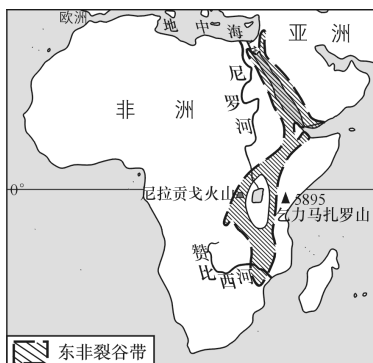 欧洲
地中海
亚洲
尼罗河
非洲
0°
尼拉贡戈火山
5895
乞力马扎罗山
赞比西河
东非裂谷带